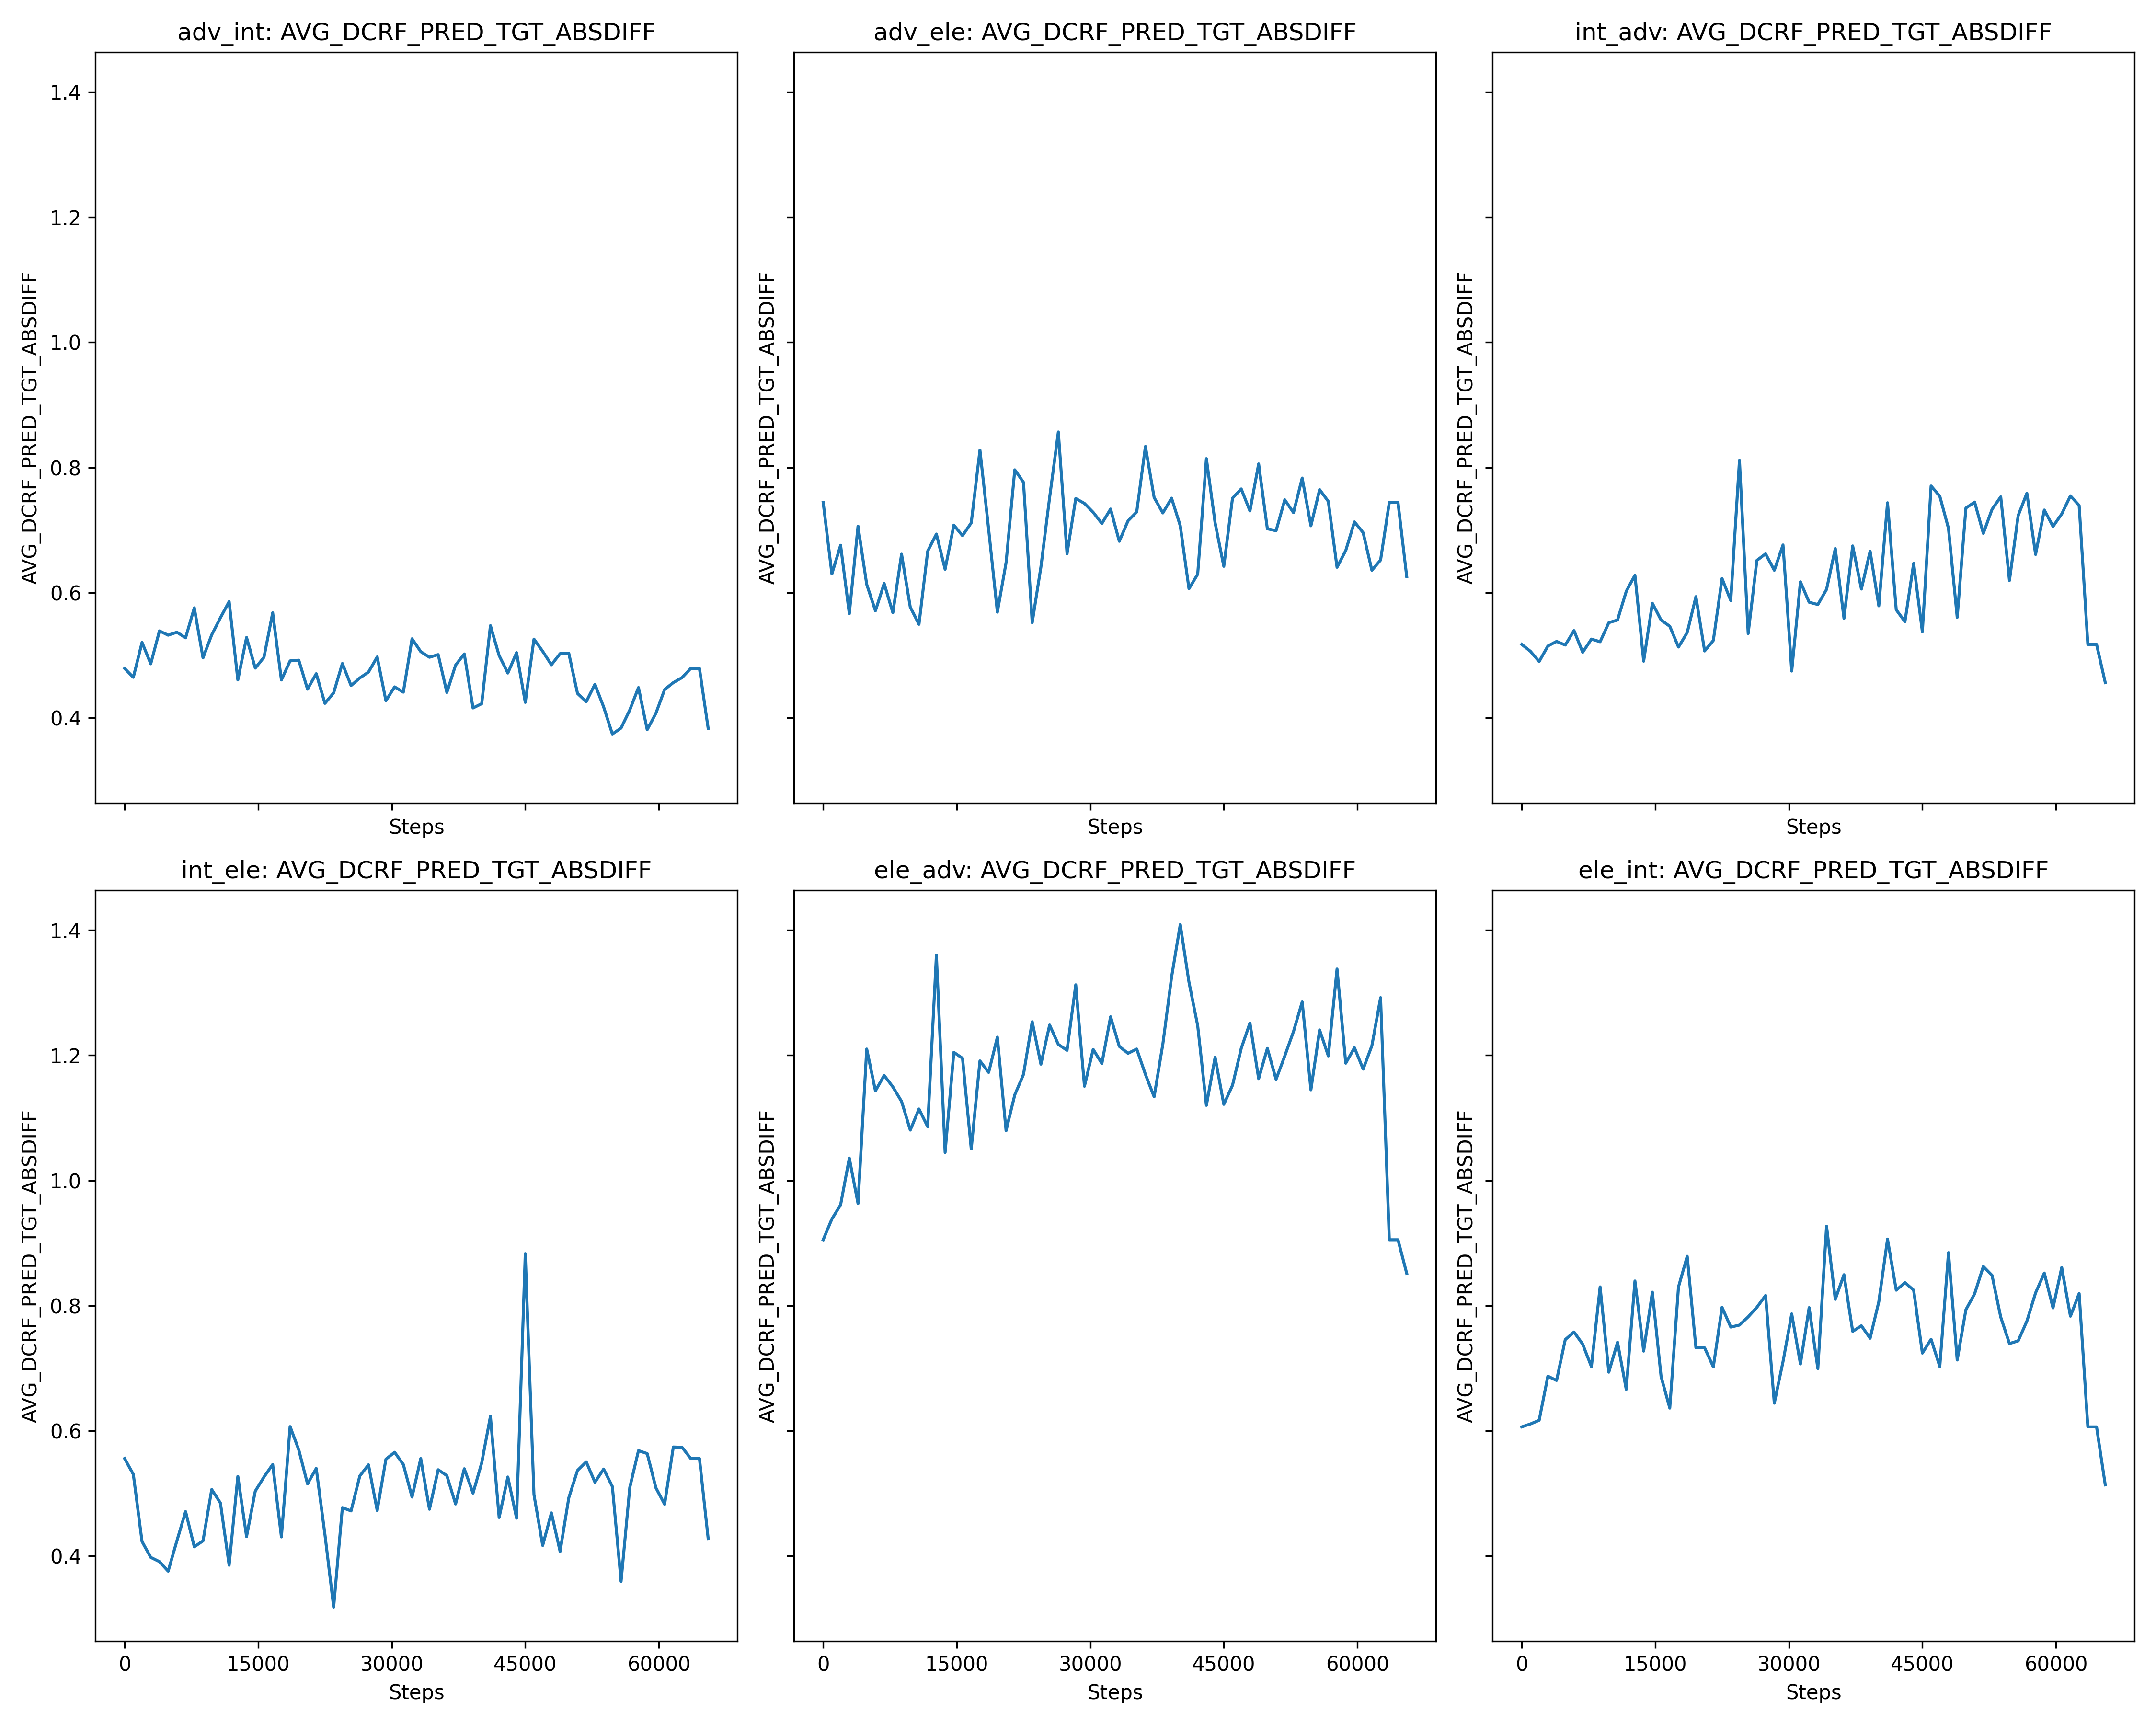 adv_int: AVG_DCRF_PRED_TGT_ABSDIFF
adv_ele: AVG_DCRF_PRED_TGT_ABSDIFF
int_adv: AVG_DCRF_PRED_TGT_ABSDIFF
AVG_DCRF_PRED_TGT_ABSDIFF
1.4
1.2
1.0
0.8
0.6
0.4
Steps
AVG_DCRF_PRED_TGT_ABSDIFF
Steps
AVG_DCRF_PRED_TGT_ABSDIFF
Steps
int_ele: AVG_DCRF_PRED_TGT_ABSDIFF
ele_adv: AVG_DCRF_PRED_TGT_ABSDIFF
ele_int: AVG_DCRF_PRED_TGT_ABSDIFF
AVG_DCRF_PRED_TGT_ABSDIFF
1.4
1.2
1.0
0.8
0.6
0.4
0 15000 30000 45000 60000
Steps
AVG_DCRF_PRED_TGT_ABSDIFF
0 15000 30000 45000 60000
Steps
AVG_DCRF_PRED_TGT_ABSDIFF
0 15000 30000 45000 60000
Steps